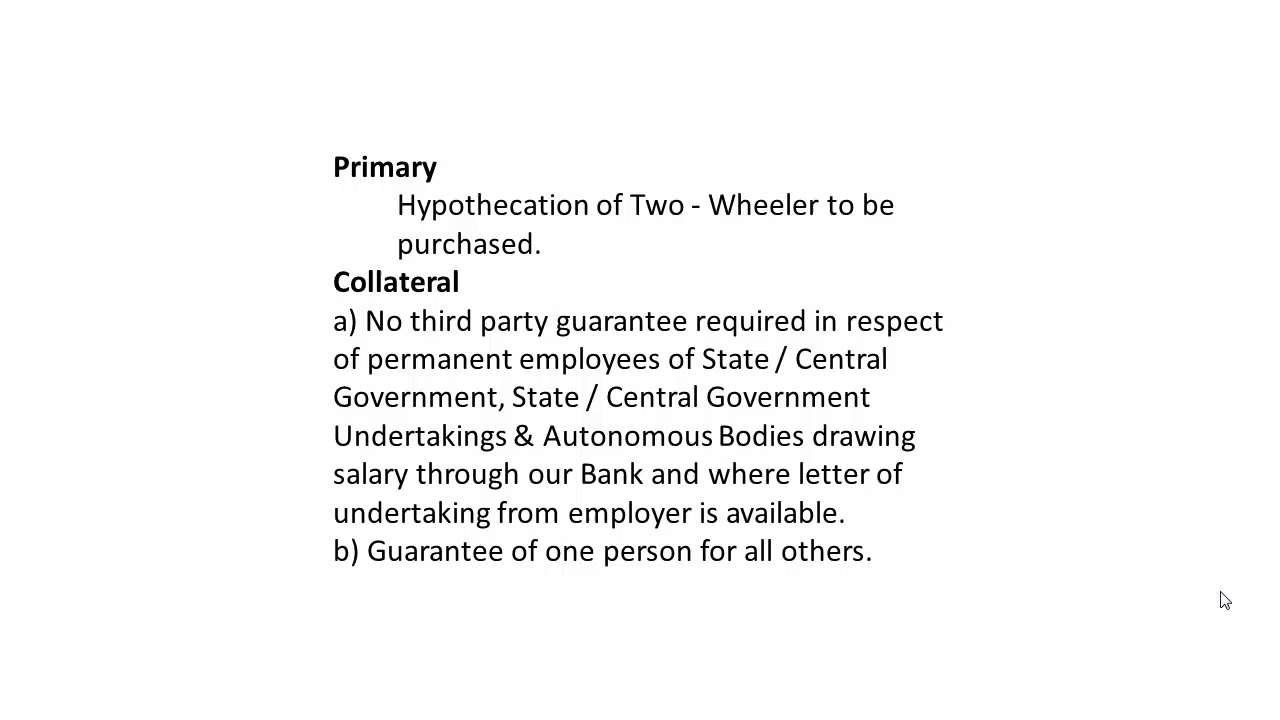 Primary
Hypothecation of Two - Wheeler to be
purchased.
Collateral
a) No third party guarantee required in respect
of permanent employees of State / Central
Government, State / Central Government
Undertakings & Autonomous Bodies drawing
salary through our Bank and where letter of
undertaking from employer is available.
b) Guarantee of one person for all others.